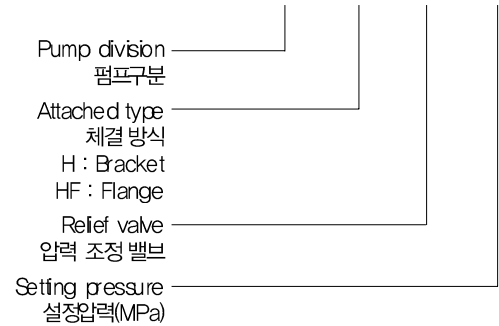 Pump division
펌프구분
Attached type
체결 방식
H : Bracket
HF : Flange
Relief valve
압력 조정 밸브
Setting pressure
설정압력(MPa)